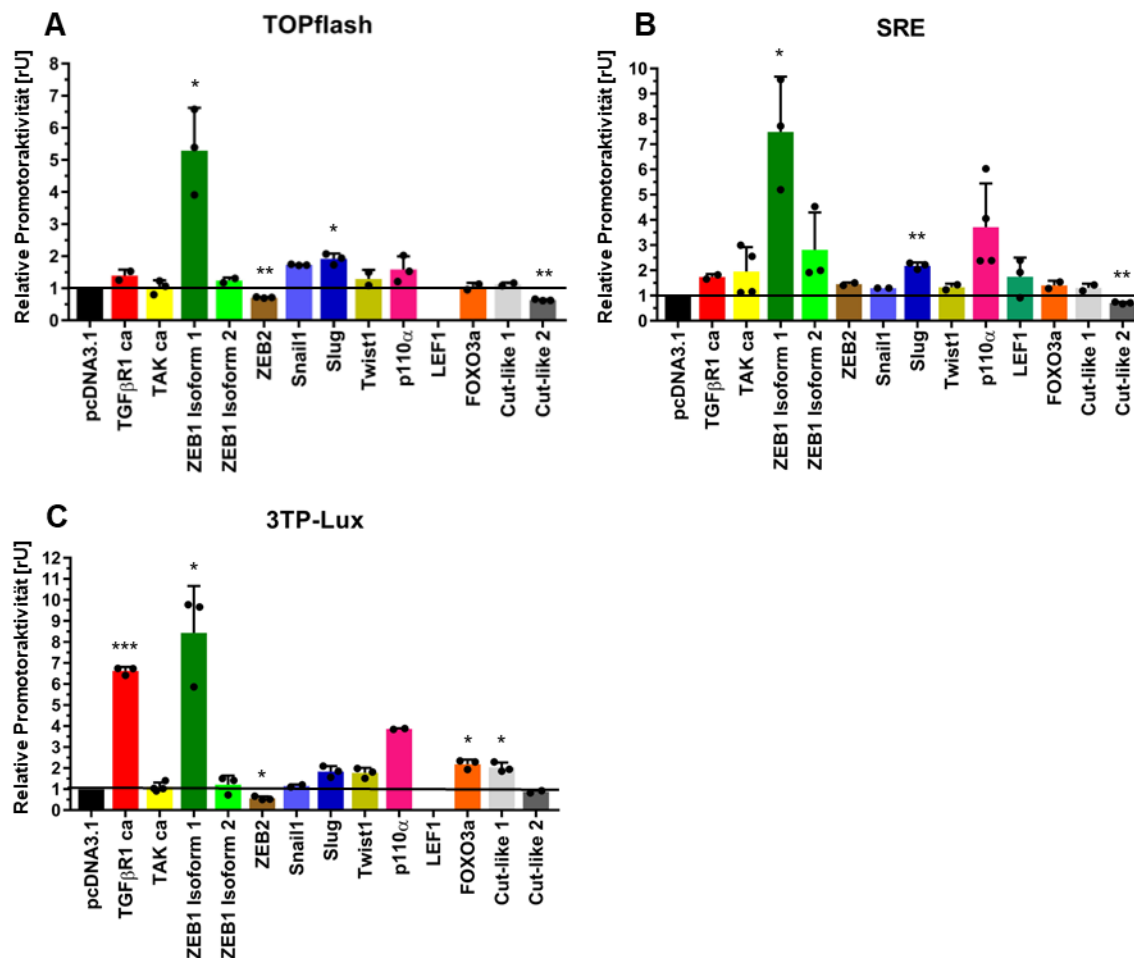 A
TOPflash
Relative Promotoraktivität [rU]
8
7
6
5
4
3
2
1
0
*
**
*
**
pcDNA3.1
TGFβR1 ca
TAK ca
ZEB1 Isoform 1
ZEB1 Isoform 2
ZEB2
Snail1
Slug
Twist1
p110α
LEF1
FOXO3a
Cut-like 1
Cut-like 2
B
SRE
Relative Promotoraktivität [rU]
10
9
8
7
6
5
4
3
2
1
0
*
**
**
pcDNA3.1
TGFβR1 ca
TAK ca
ZEB1 Isoform 1
ZEB1 Isoform 2
ZEB2
Snail1
Slug
Twist1
p110α
LEF1
FOXO3a
Cut-like 1
Cut-like 2
C
3TP-Lux
Relative Promotoraktivität [rU]
12
11
10
9
8
7
6
5
4
3
2
1
0
***
*
*
*
*
pcDNA3.1
TGFβR1 ca
TAK ca
ZEB1 Isoform 1
ZEB1 Isoform 2
ZEB2
Snail1
Slug
Twist1
p110α
LEF1
FOXO3a
Cut-like 1
Cut-like 2